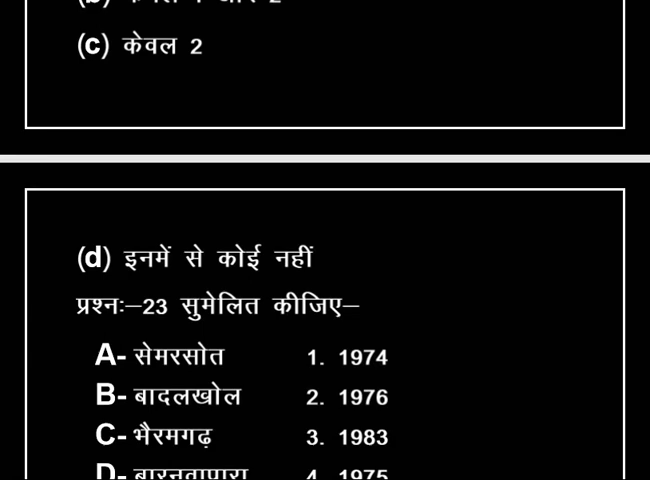 (c) केवल 2
(d) इनमें से कोई नहीं
प्रश्नः–23 सुमेलित कीजिए–
A- सेमरसोत 1. 1974
B- बादलखोल 2. 1976
C- भैरमगढ़ 3. 1983
D- बारनवापारा 4. 1975